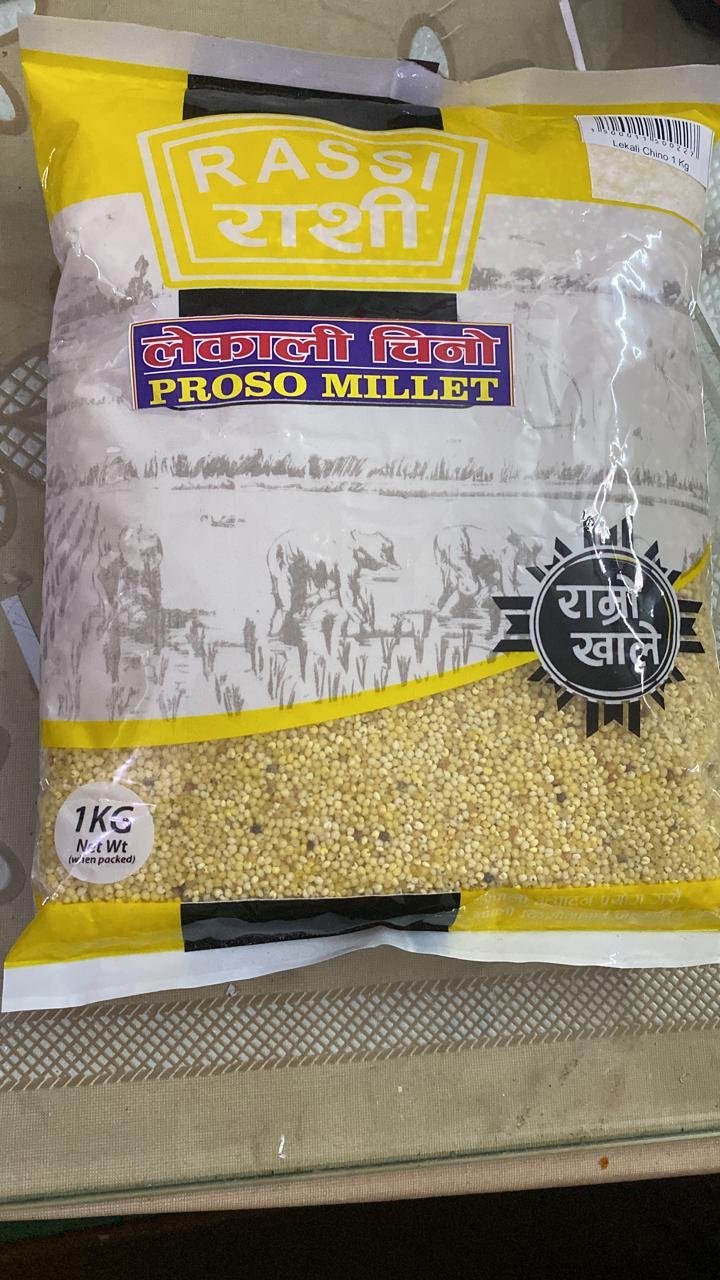 RASSI
राशी
Lekali Chino 1 Kg
लेकाली चिनो
PROSO MILLET
राम्रो
खाले
1KG
Net Wt
(when packed)